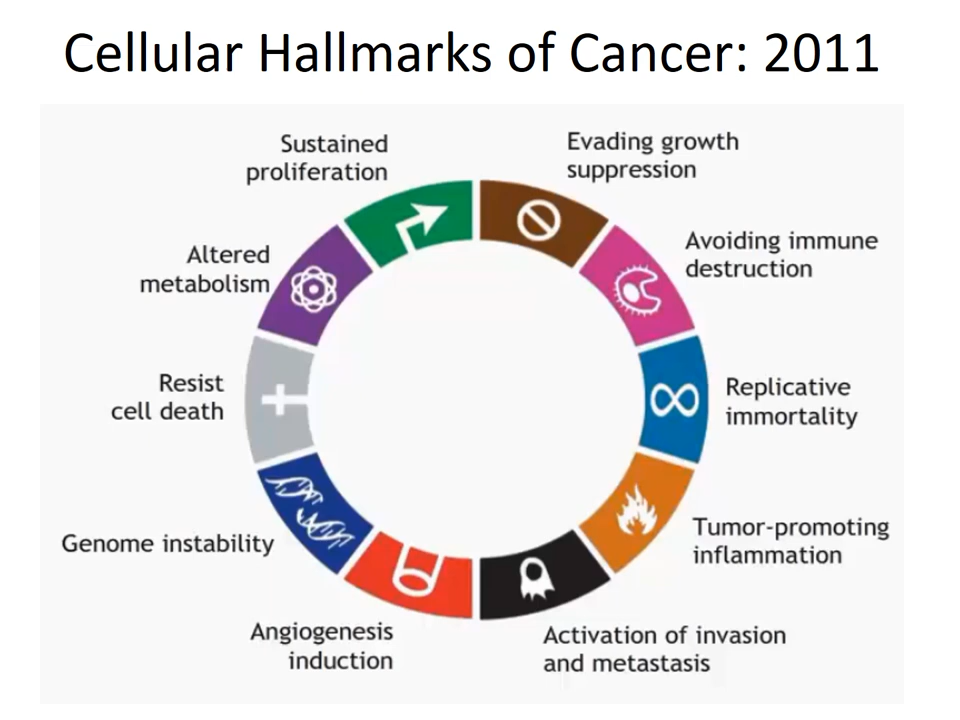 Cellular Hallmarks of Cancer: 2011
Sustained
proliferation
Evading growth
suppression
Altered
metabolism
Avoiding immune
destruction
Resist
cell death
Replicative
immortality
Genome instability
Tumor-promoting
inflammation
Angiogenesis
induction
Activation of invasion
and metastasis